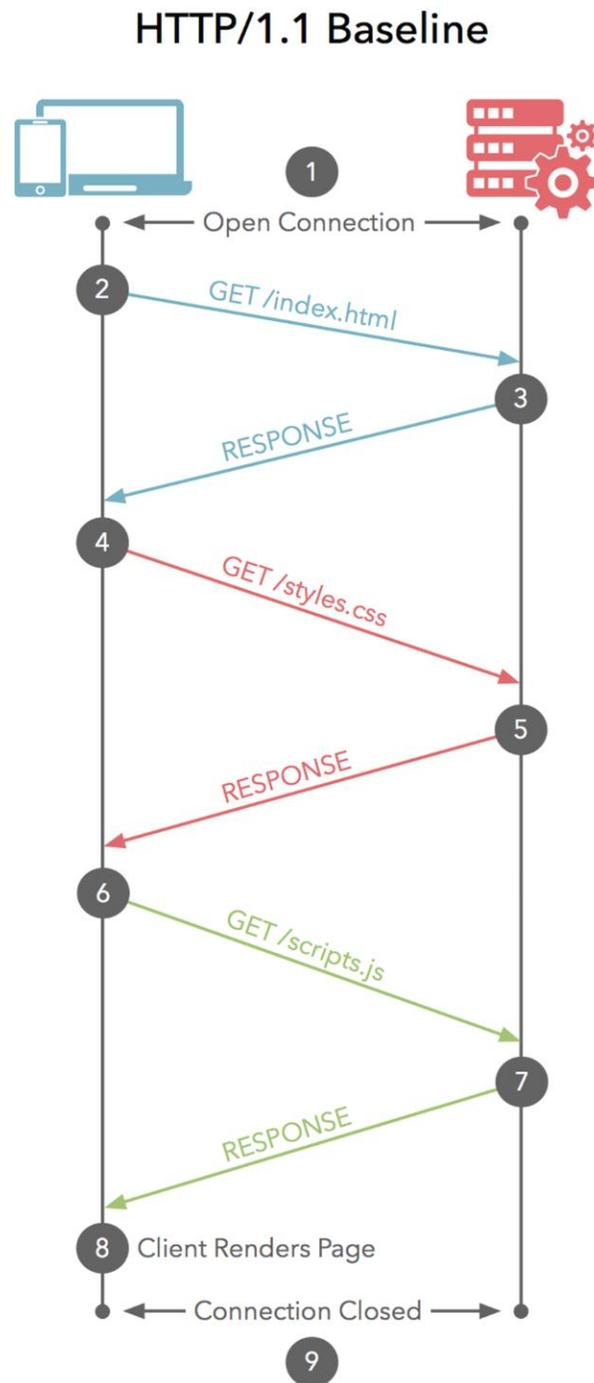 HTTP/1.1 Baseline
1
Open Connection
2
GET /index.html
3
RESPONSE
4
GET /styles.css
5
RESPONSE
6
GET /scripts.js
7
RESPONSE
8 Client Renders Page
Connection Closed
9